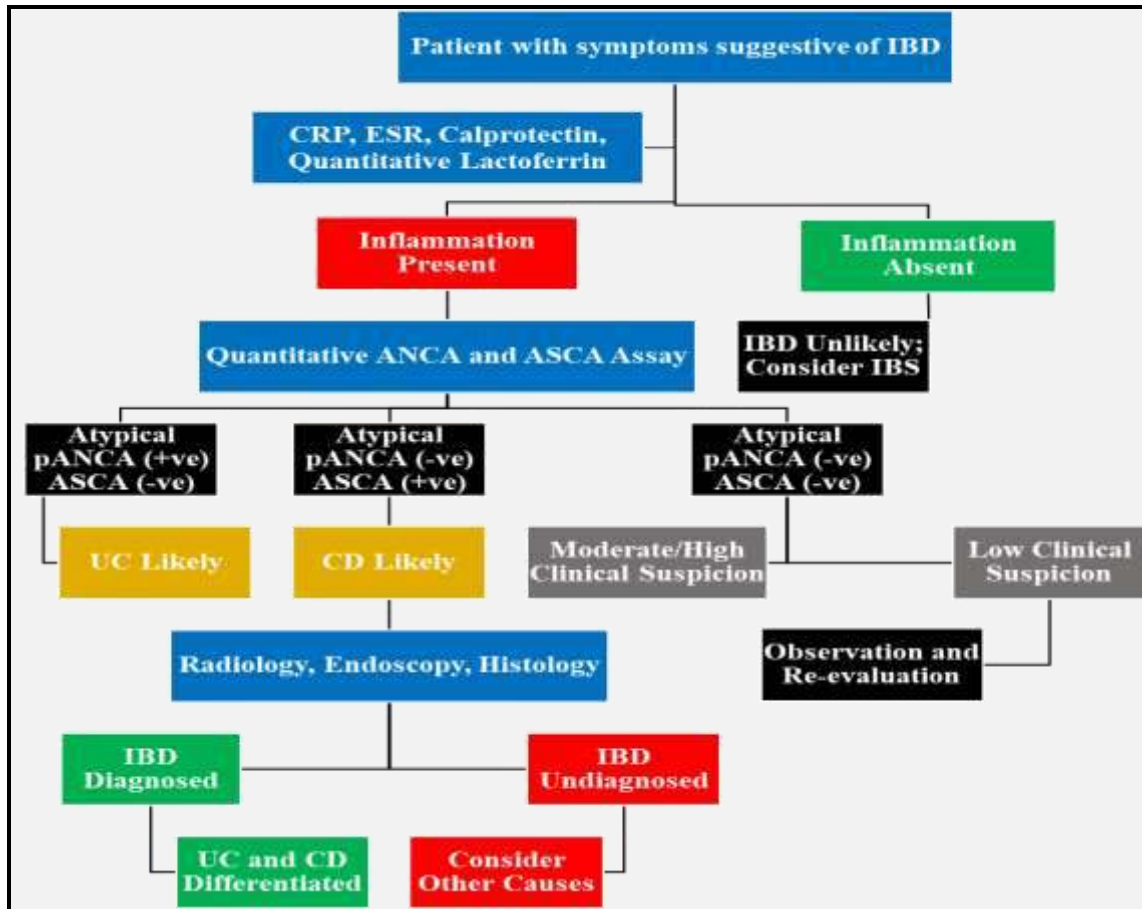 Patient with symptoms suggestive of IBD
CRP, ESR, Calprotectin,
Quantitative Lactoferrin
Inflammation
Present
Inflammation
Absent
Quantitative ANCA and ASCA Assay
IBD Unlikely;
Consider IBS
Atypical
pANCA (+ve)
ASCA (-ve)
Atypical
pANCA (-ve)
ASCA (+ve)
Atypical
pANCA (-ve)
ASCA (-ve)
UC Likely
CD Likely
Moderate/High
Clinical Suspicion
Low Clinical
Suspicion
Radiology, Endoscopy, Histology
Observation and
Re-evaluation
IBD
Diagnosed
IBD
Undiagnosed
UC and CD
Differentiated
Consider
Other Causes